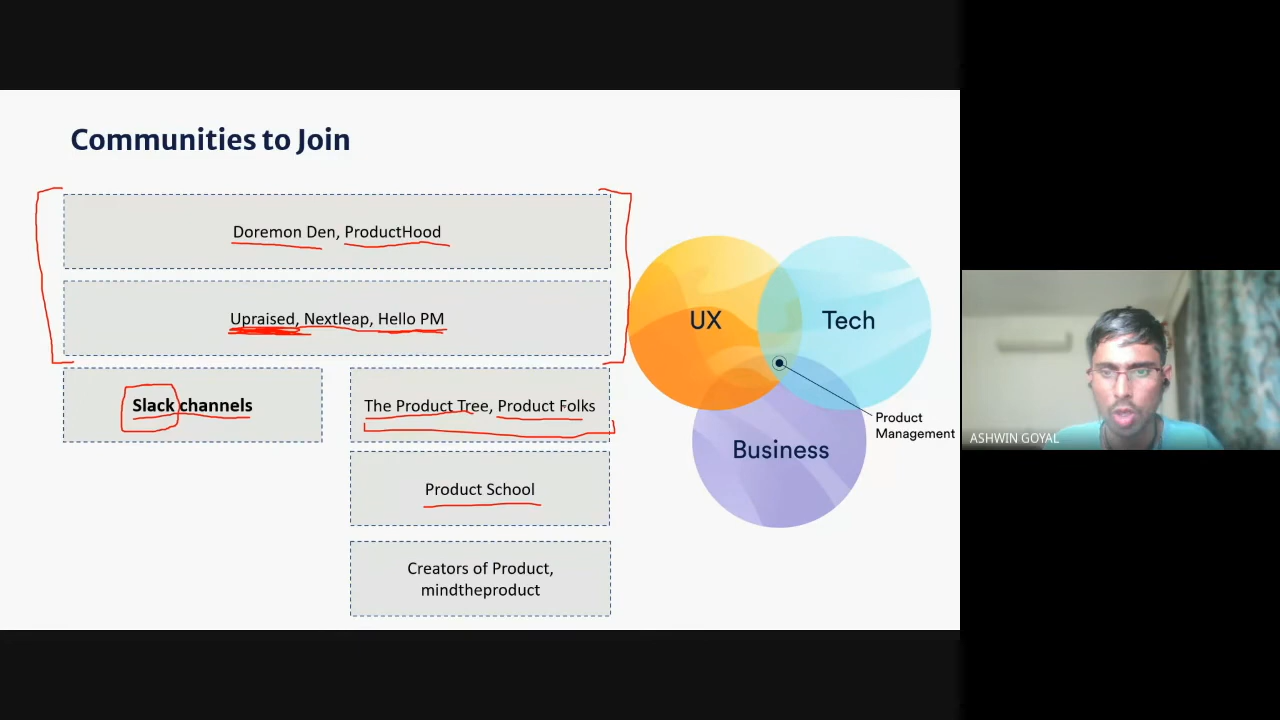 Communities to Join
Doremon Den, ProductHood
Upraised, Nextleap, Hello PM
Slack channels
The Product Tree, Product Folks
Product School
Creators of Product,
mindtheproduct
UX
Tech
Business
Product
Management
ASHWIN GOYAL